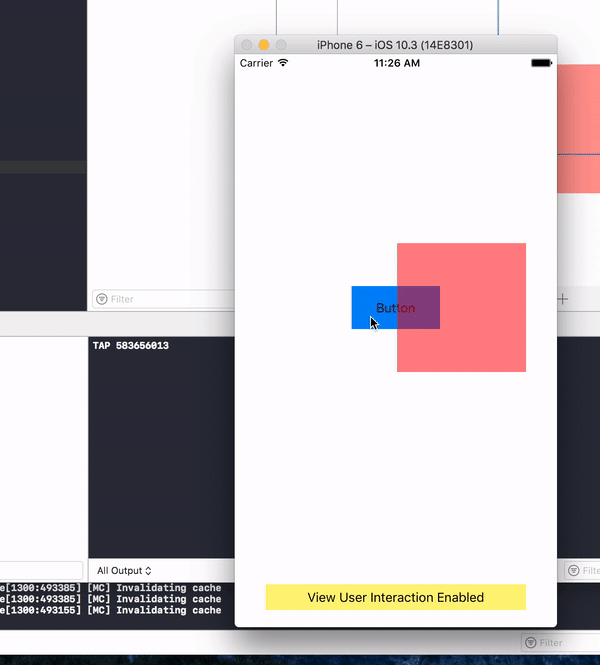 iPhone 6 – iOS 10.3 (14E8301)
Carrier
11:26 AM
Filter
Button
TAP 583656013
All Output
Filte
e[1300:493385] [MC] Invalidating cache
e[1300:493385] [MC] Invalidating cache
e[1300:493155] [MC] Invalidating cache
View User Interaction Enabled
Filter